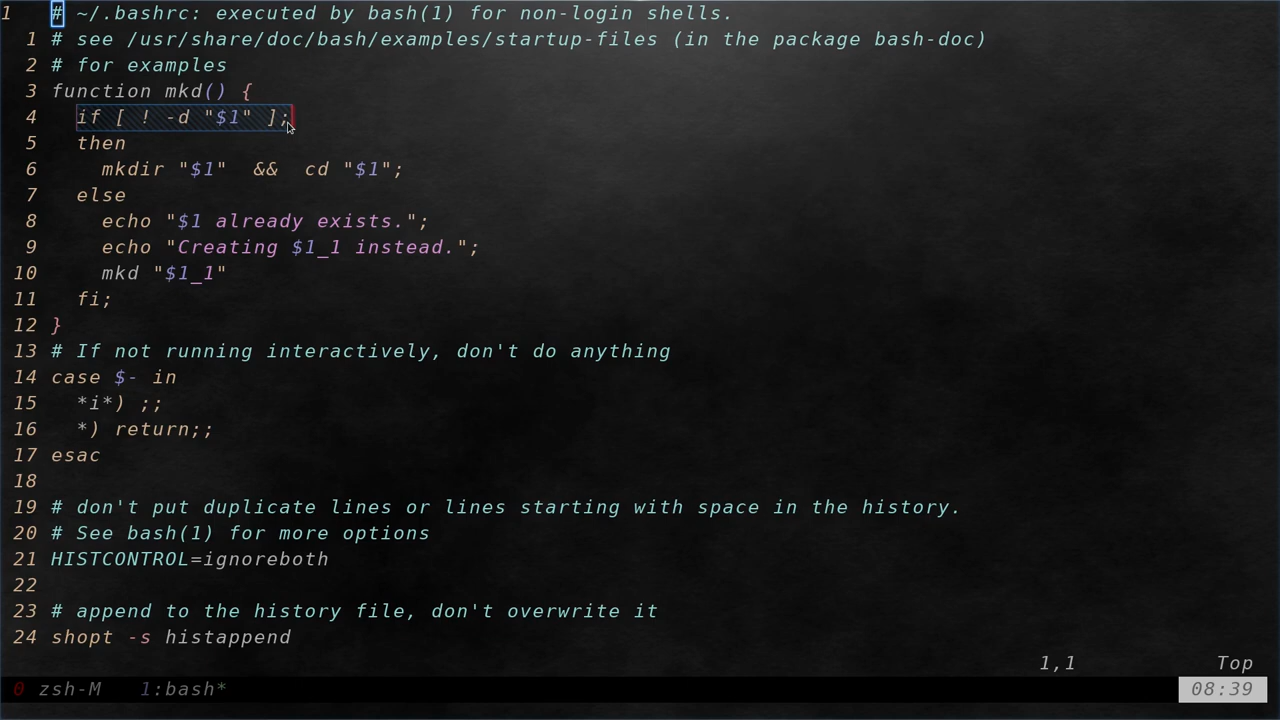 1   # ~/.bashrc: executed by bash(1) for non-login shells.
  1 # see /usr/share/doc/bash/examples/startup-files (in the package bash-doc)
  2 # for examples
  3 function mkd() {
  4   if [ ! -d "$1" ];
  5   then
  6     mkdir "$1"  &&  cd "$1";
  7   else
  8     echo "$1 already exists.";
  9     echo "Creating $1_1 instead.";
 10     mkd "$1_1"
 11   fi;
 12 }
 13 # If not running interactively, don't do anything
 14 case $- in
 15   *i*) ;;
 16   *) return;;
 17 esac
 18
 19 # don't put duplicate lines or lines starting with space in the history.
 20 # See bash(1) for more options
 21 HISTCONTROL=ignoreboth
 22
 23 # append to the history file, don't overwrite it
 24 shopt -s histappend
1,1 Top
0 zsh-M 1:bash* 08:39